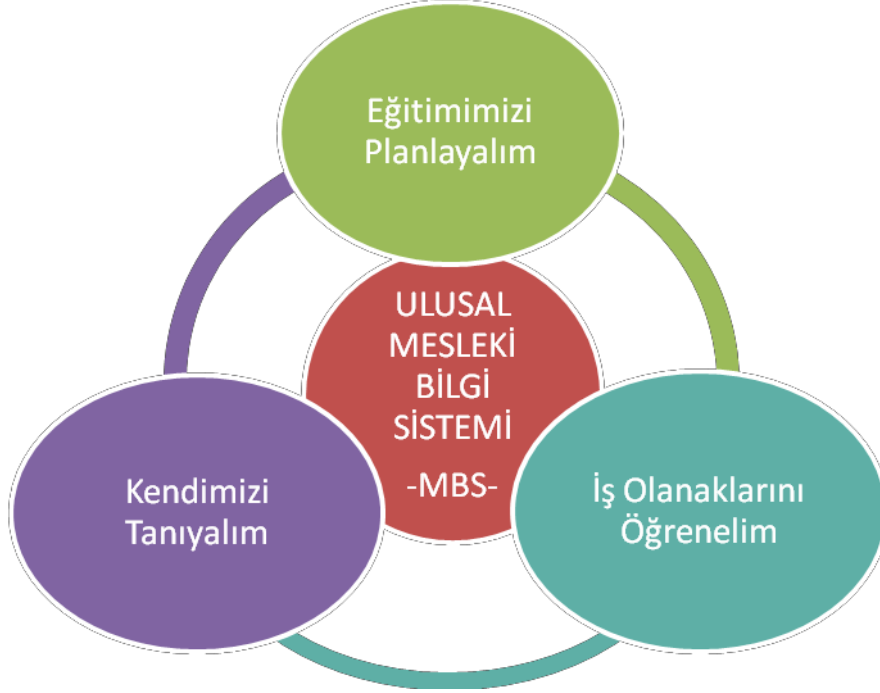 Eğitimimizi
Planlayalım
ULUSAL
MESLEKİ
BİLGİ
SİSTEMİ
-MBS-
Kendimizi
Tanıyalım
İş Olanaklarını
Öğrenelim